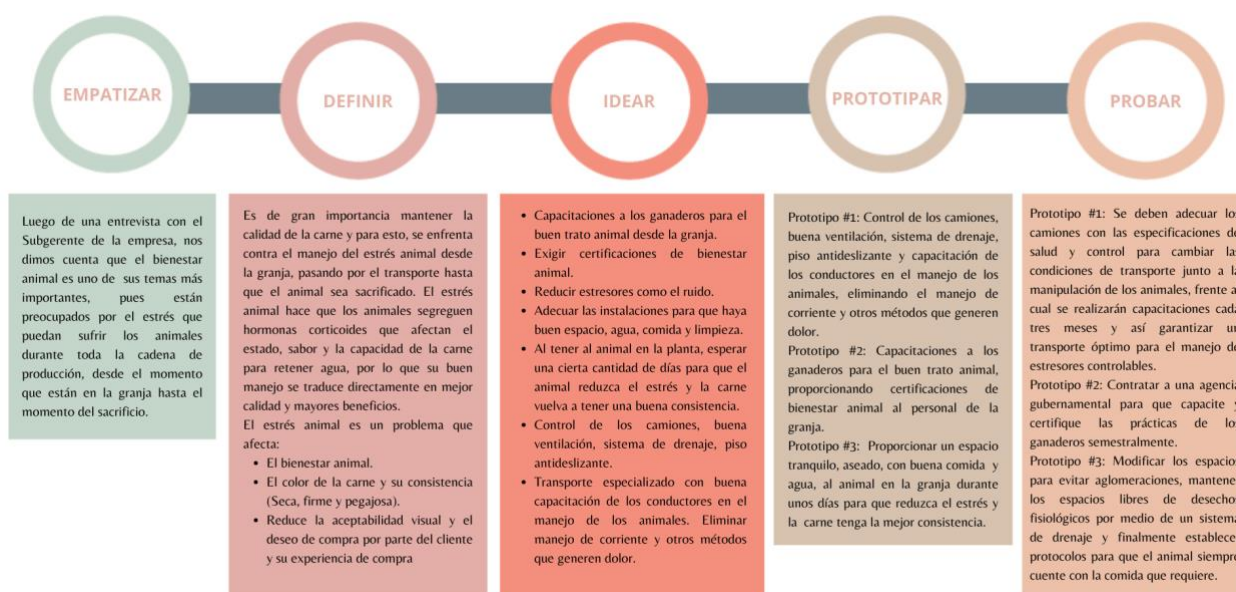 EMPATIZAR
DEFINIR
IDEAR
PROTOTIPAR
PROBAR
Luego de una entrevista con el
Subgerente de la empresa, nos
dimos cuenta que el bienestar
animal es uno de sus temas más
importantes, pues están
preocupados por el estrés que
puedan sufrir los animales
durante toda la cadena de
producción, desde el momento
que están en la granja hasta el
momento del sacrificio.
Es de gran importancia mantener la
calidad de la carne y para esto, se enfrenta
contra el manejo del estrés animal desde
la granja, pasando por el transporte hasta
que el animal sea sacrificado. El estrés
animal hace que los animales segreguen
hormonas corticoides que afectan el
estado, sabor y la capacidad de la carne
para retener agua, por lo que su buen
manejo se traduce directamente en mejor
calidad y mayores beneficios.
El estrés animal es un problema que
afecta:
• El bienestar animal.
• El color de la carne y su consistencia
(Seca, firme y pegajosa).
• Reduce la aceptabilidad visual y el
deseo de compra por parte del cliente
y su experiencia de compra
• Capacitaciones a los ganaderos para el
buen trato animal desde la granja.
• Exigir certificaciones de bienestar
animal.
• Reducir estresores como el ruido.
• Adecuar las instalaciones para que haya
buen espacio, agua, comida y limpieza.
• Al tener al animal en la planta, esperar
una cierta cantidad de días para que el
animal reduzca el estrés y la carne
vuelva a tener una buena consistencia.
• Control de los camiones, buena
ventilación, sistema de drenaje, piso
antideslizante.
• Transporte especializado con buena
capacitación de los conductores en el
manejo de los animales. Eliminar
manejo de corriente y otros métodos
que generen dolor.
Prototipo #1: Control de los camiones,
buena ventilación, sistema de drenaje,
piso antideslizante y capacitación de
los conductores en el manejo de los
animales, eliminando el manejo de
corriente y otros métodos que generen
dolor.
Prototipo #2: Capacitaciones a los
ganaderos para el buen trato animal,
proporcionando certificaciones de
bienestar animal al personal de la
granja.
Prototipo #3: Proporcionar un espacio
tranquilo, aseado, con buena comida y
agua, al animal en la granja durante
unos días para que reduzca el estrés y
la carne tenga la mejor consistencia.
Prototipo #1: Se deben adecuar los
camiones con las especificaciones de
salud y control para cambiar las
condiciones de transporte junto a la
manipulación de los animales, frente a
cual se realizarán capacitaciones cada
tres meses y así garantizar un
transporte óptimo para el manejo de
estresores controlables.
Prototipo #2: Contratar a una agencia
gubernamental para que capacite y
certifique las prácticas de los
ganaderos semestralmente.
Prototipo #3: Modificar los espacios
para evitar aglomeraciones, mantener
los espacios libres de desechos
fisiológicos por medio de un sistema
de drenaje y finalmente establecer
protocolos para que el animal siempre
cuente con la comida que requiere.